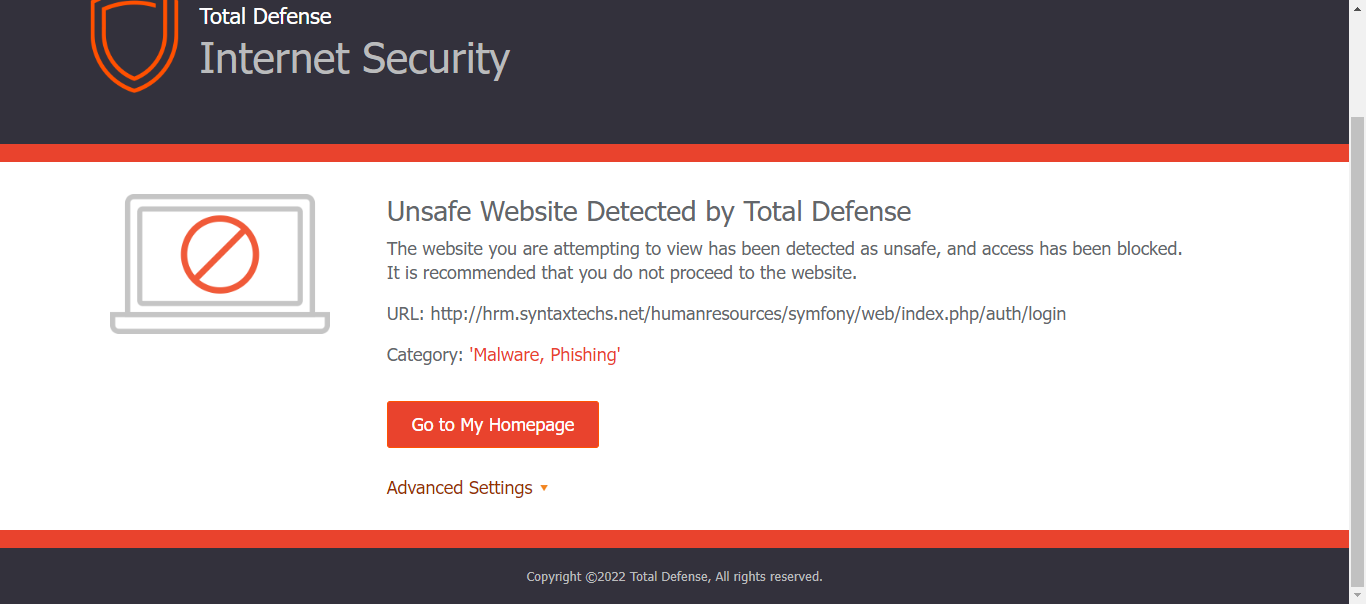 Total Defense
Internet Security
Unsafe Website Detected by Total Defense
The website you are attempting to view has been detected as unsafe, and access has been blocked.
It is recommended that you do not proceed to the website.
URL: http://hrm.syntaxtechs.net/humanresources/symfony/web/index.php/auth/login
Category: 'Malware, Phishing'
Go to My Homepage
Advanced Settings
Copyright ©2022 Total Defense, All rights reserved.